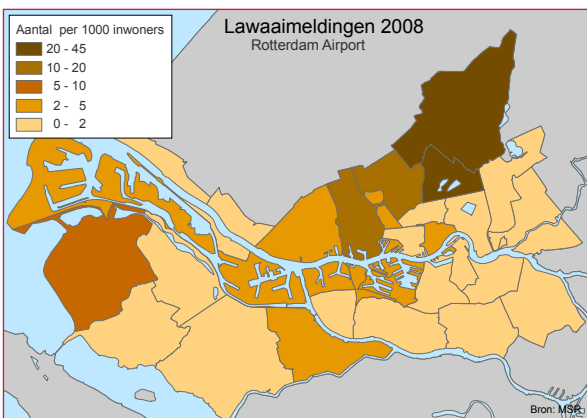 Lawaaimeldingen 2008
Rotterdam Airport
Aantal per 1000 inwoners
20 - 45
10 - 20
5 - 10
2 - 5
0 - 2
Bron: MSR